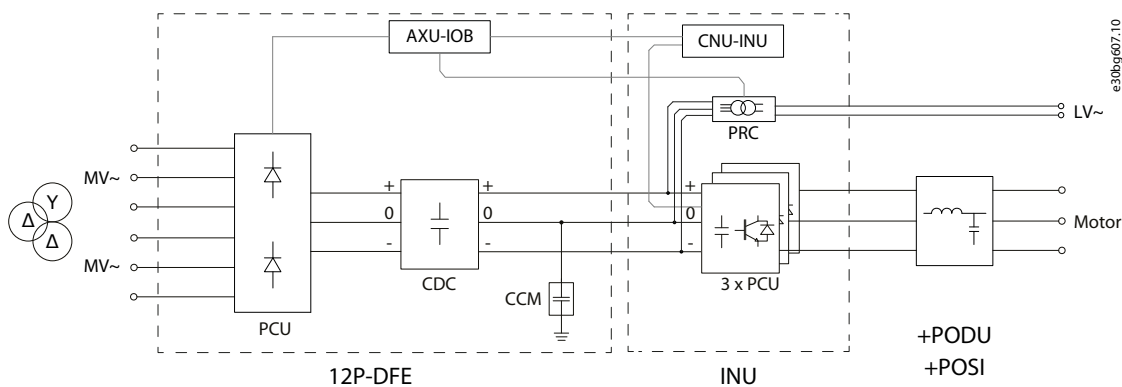 AXU-IOB
CNU-INU
e30bg607.10
PRC
LV~
MV~
Y
Δ
Δ
MV~
+
0
-
+
0
-
+
0
-
CDC
CCM
PCU
3 x PCU
Motor
12P-DFE
INU
+PODU
+POSI